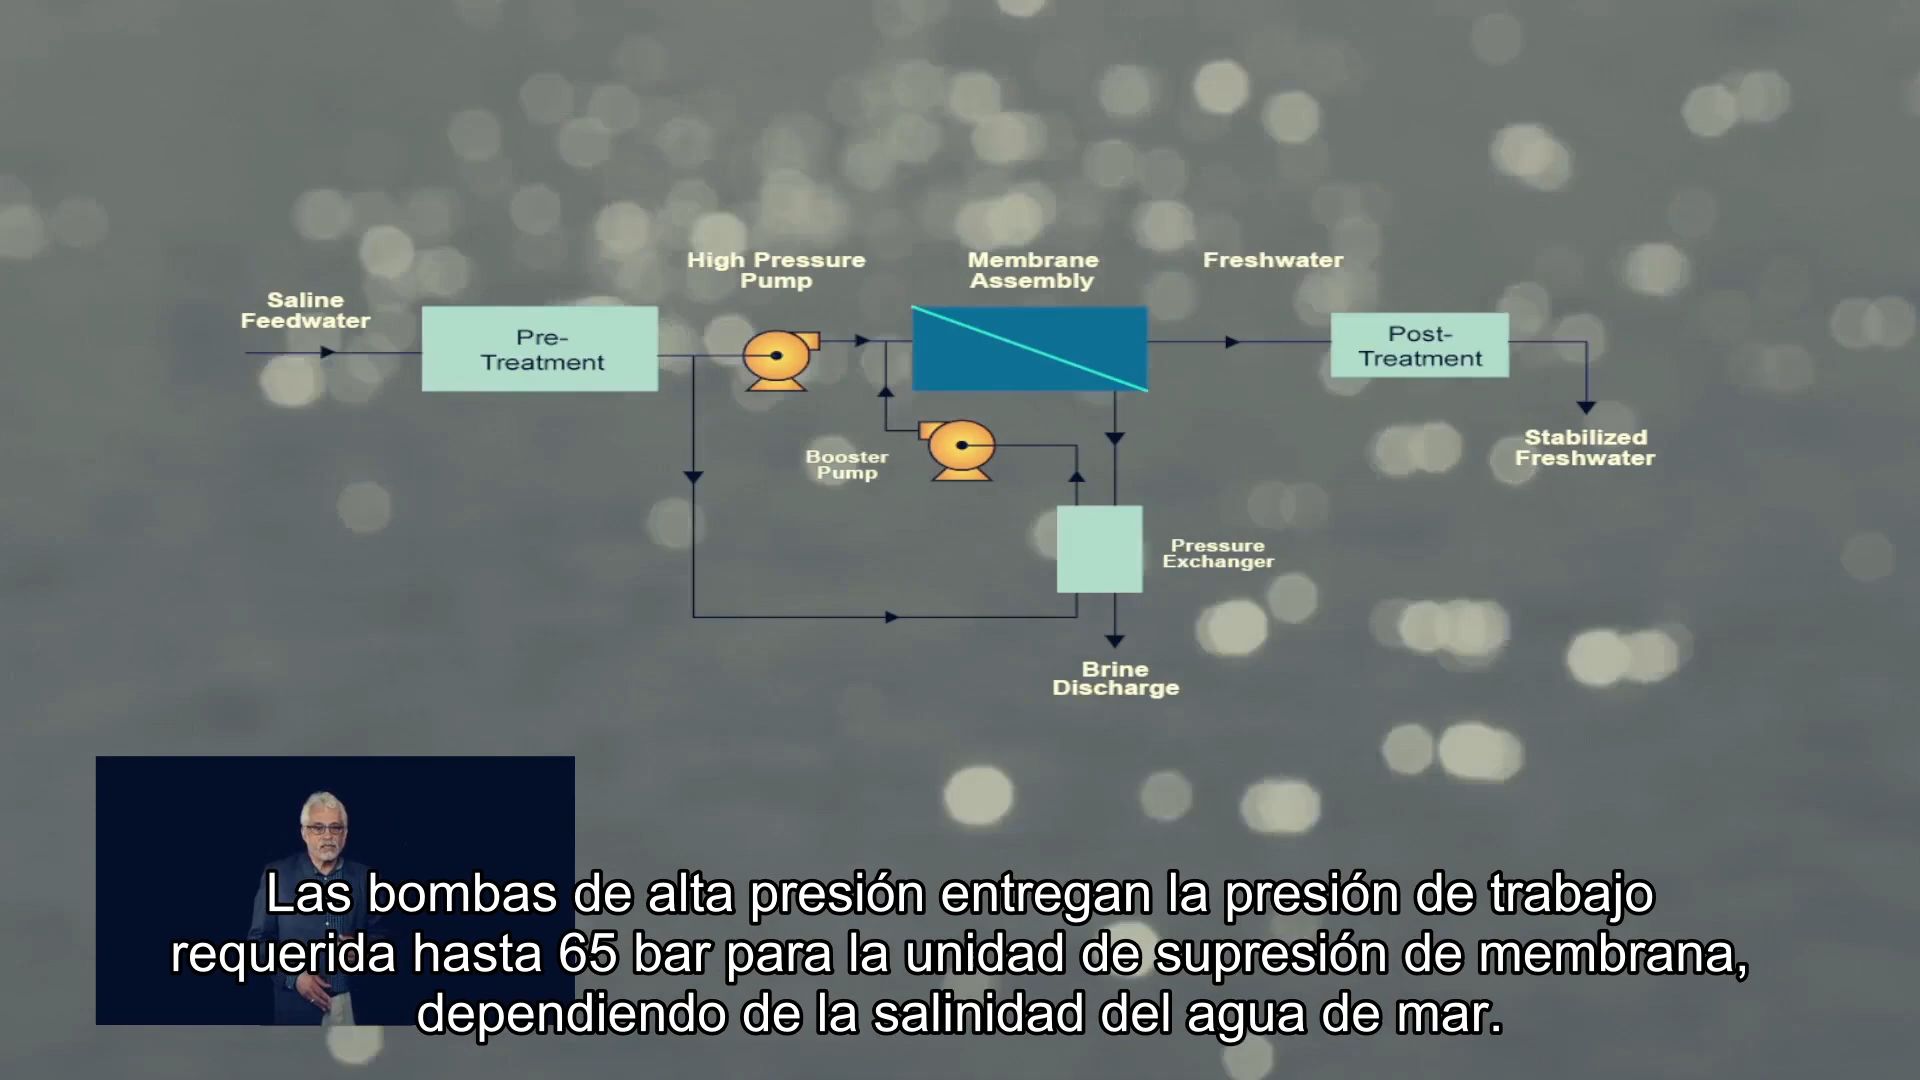 High Pressure
Pump
Membrane
Assembly
Freshwater
Saline
Feedwater
Pre-
Treatment
Post-
Treatment
Booster
Pump
Stabilized
Freshwater
Pressure
Exchanger
Brine
Discharge
Las bombas de alta presión entregan la presión de trabajo
requerida hasta 65 bar para la unidad de supresión de membrana,
dependiendo de la salinidad del agua de mar.